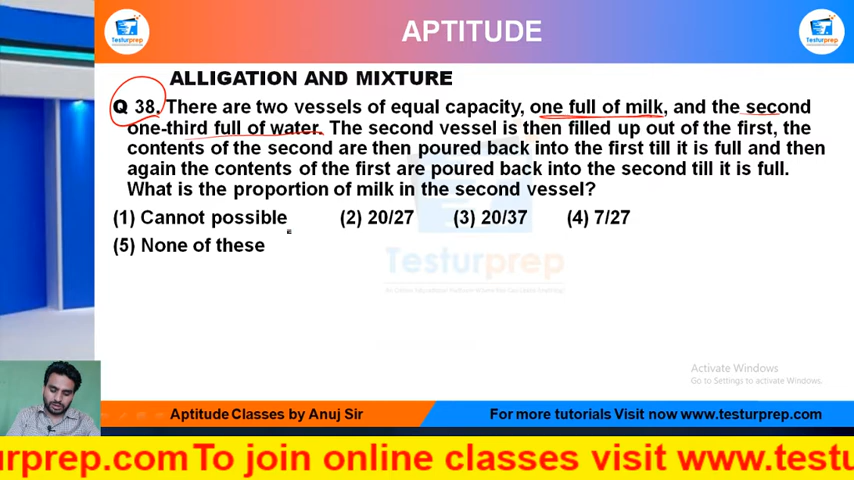 APTITUDE
Testurprep
Testurprep
ALLIGATION AND MIXTURE
Q 38. There are two vessels of equal capacity, one full of milk, and the second
one-third full of water. The second vessel is then filled up out of the first, the
contents of the second are then poured back into the first till it is full and then
again the contents of the first are poured back into the second till it is full.
What is the proportion of milk in the second vessel?
(1) Cannot possible (2) 20/27 (3) 20/37 (4) 7/27
(5) None of these
Testurprep
Activate Windows
Go to Settings to activate Windows.
Aptitude Classes by Anuj Sir For more tutorials Visit now www.testurprep.com
urprep.com To join online classes visit www.testu